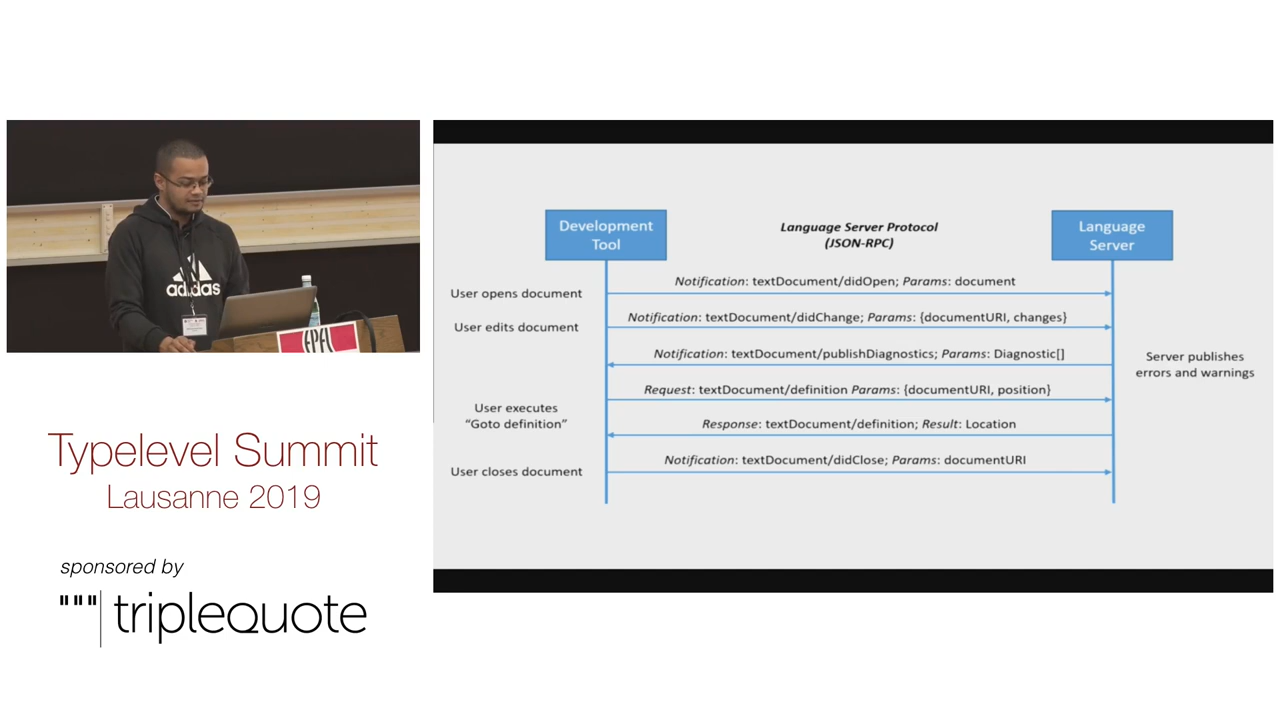 adidas
EPFL
Typelevel Summit
Lausanne 2019
sponsored by
"""|triplequote
Development
Tool
Language Server Protocol
(JSON-RPC)
Language
Server
Notification: textDocument/didOpen; Params: document
User opens document
Notification: textDocument/didChange; Params: {documentURI, changes}
User edits document
Notification: textDocument/publishDiagnostics; Params: Diagnostic[]
Server publishes
errors and warnings
Request: textDocument/definition Params: {documentURI, position}
User executes
“Goto definition”
Response: textDocument/definition; Result: Location
Notification: textDocument/didClose; Params: documentURI
User closes document